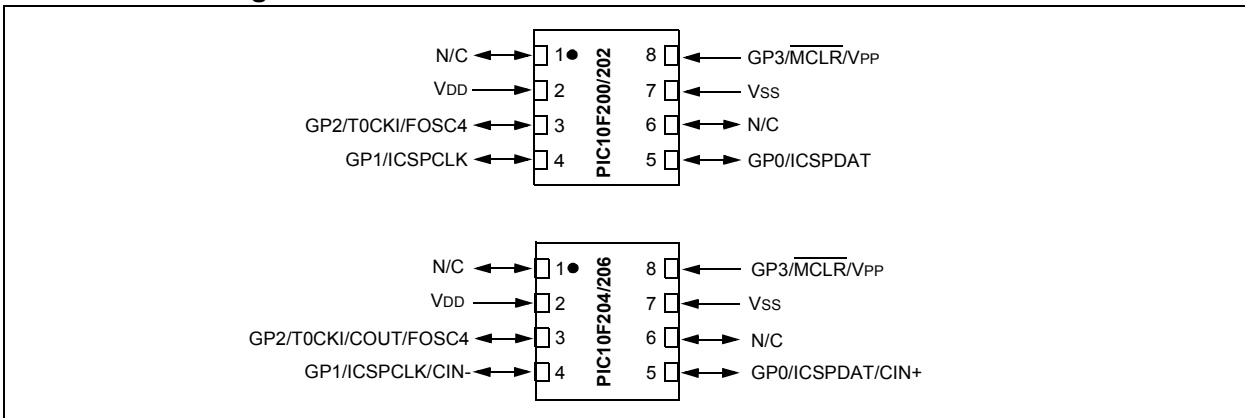 N/C 1 8 GP3/MCLR/VPP
VDD 2 7 VSS
GP2/T0CKI/FOSC4 3 6 N/C
GP1/ICSPCLK 4 5 GP0/ICSPDAT
PIC10F200/202
N/C 1 8 GP3/MCLR/VPP
VDD 2 7 VSS
GP2/T0CKI/COUT/FOSC4 3 6 N/C
GP1/ICSPCLK/CIN- 4 5 GP0/ICSPDAT/CIN+
PIC10F204/206